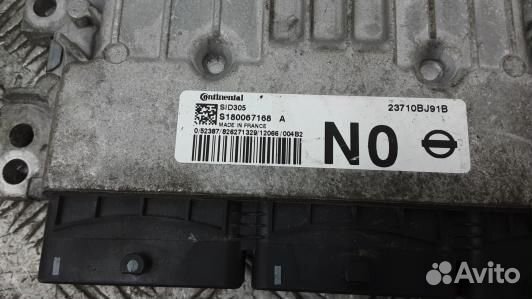 Continental
SID305
S180067168 A
MADE IN FRANCE
0/52387/826271329/12066/004B2
23710BJ91B
N0
Avito